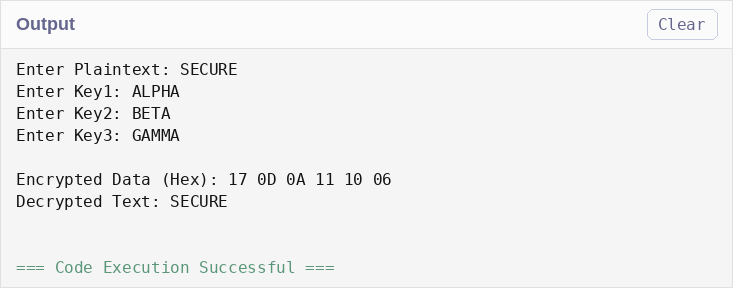 Output
Clear
Enter Plaintext: SECURE
Enter Key1: ALPHA
Enter Key2: BETA
Enter Key3: GAMMA
Encrypted Data (Hex): 17 0D 0A 11 10 06
Decrypted Text: SECURE
=== Code Execution Successful ===